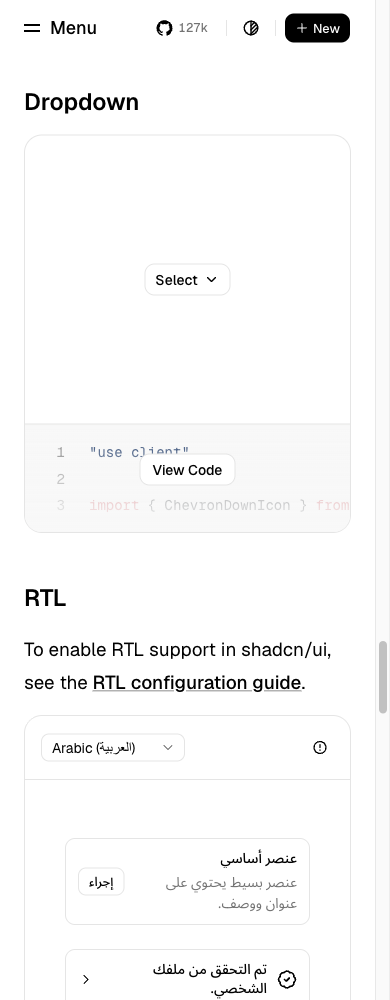 Menu
127k
New
Dropdown
Select
1 "use client"
View Code
2
3 import { ChevronDownIcon } from
RTL
To enable RTL support in shadcn/ui,
see the RTL configuration guide.
Arabic (العربية)
عنصر أساسي
عنصر بسيط يحتوي على
عنوان ووصف.
إجراء
تم التحقق من ملفك
الشخصي.